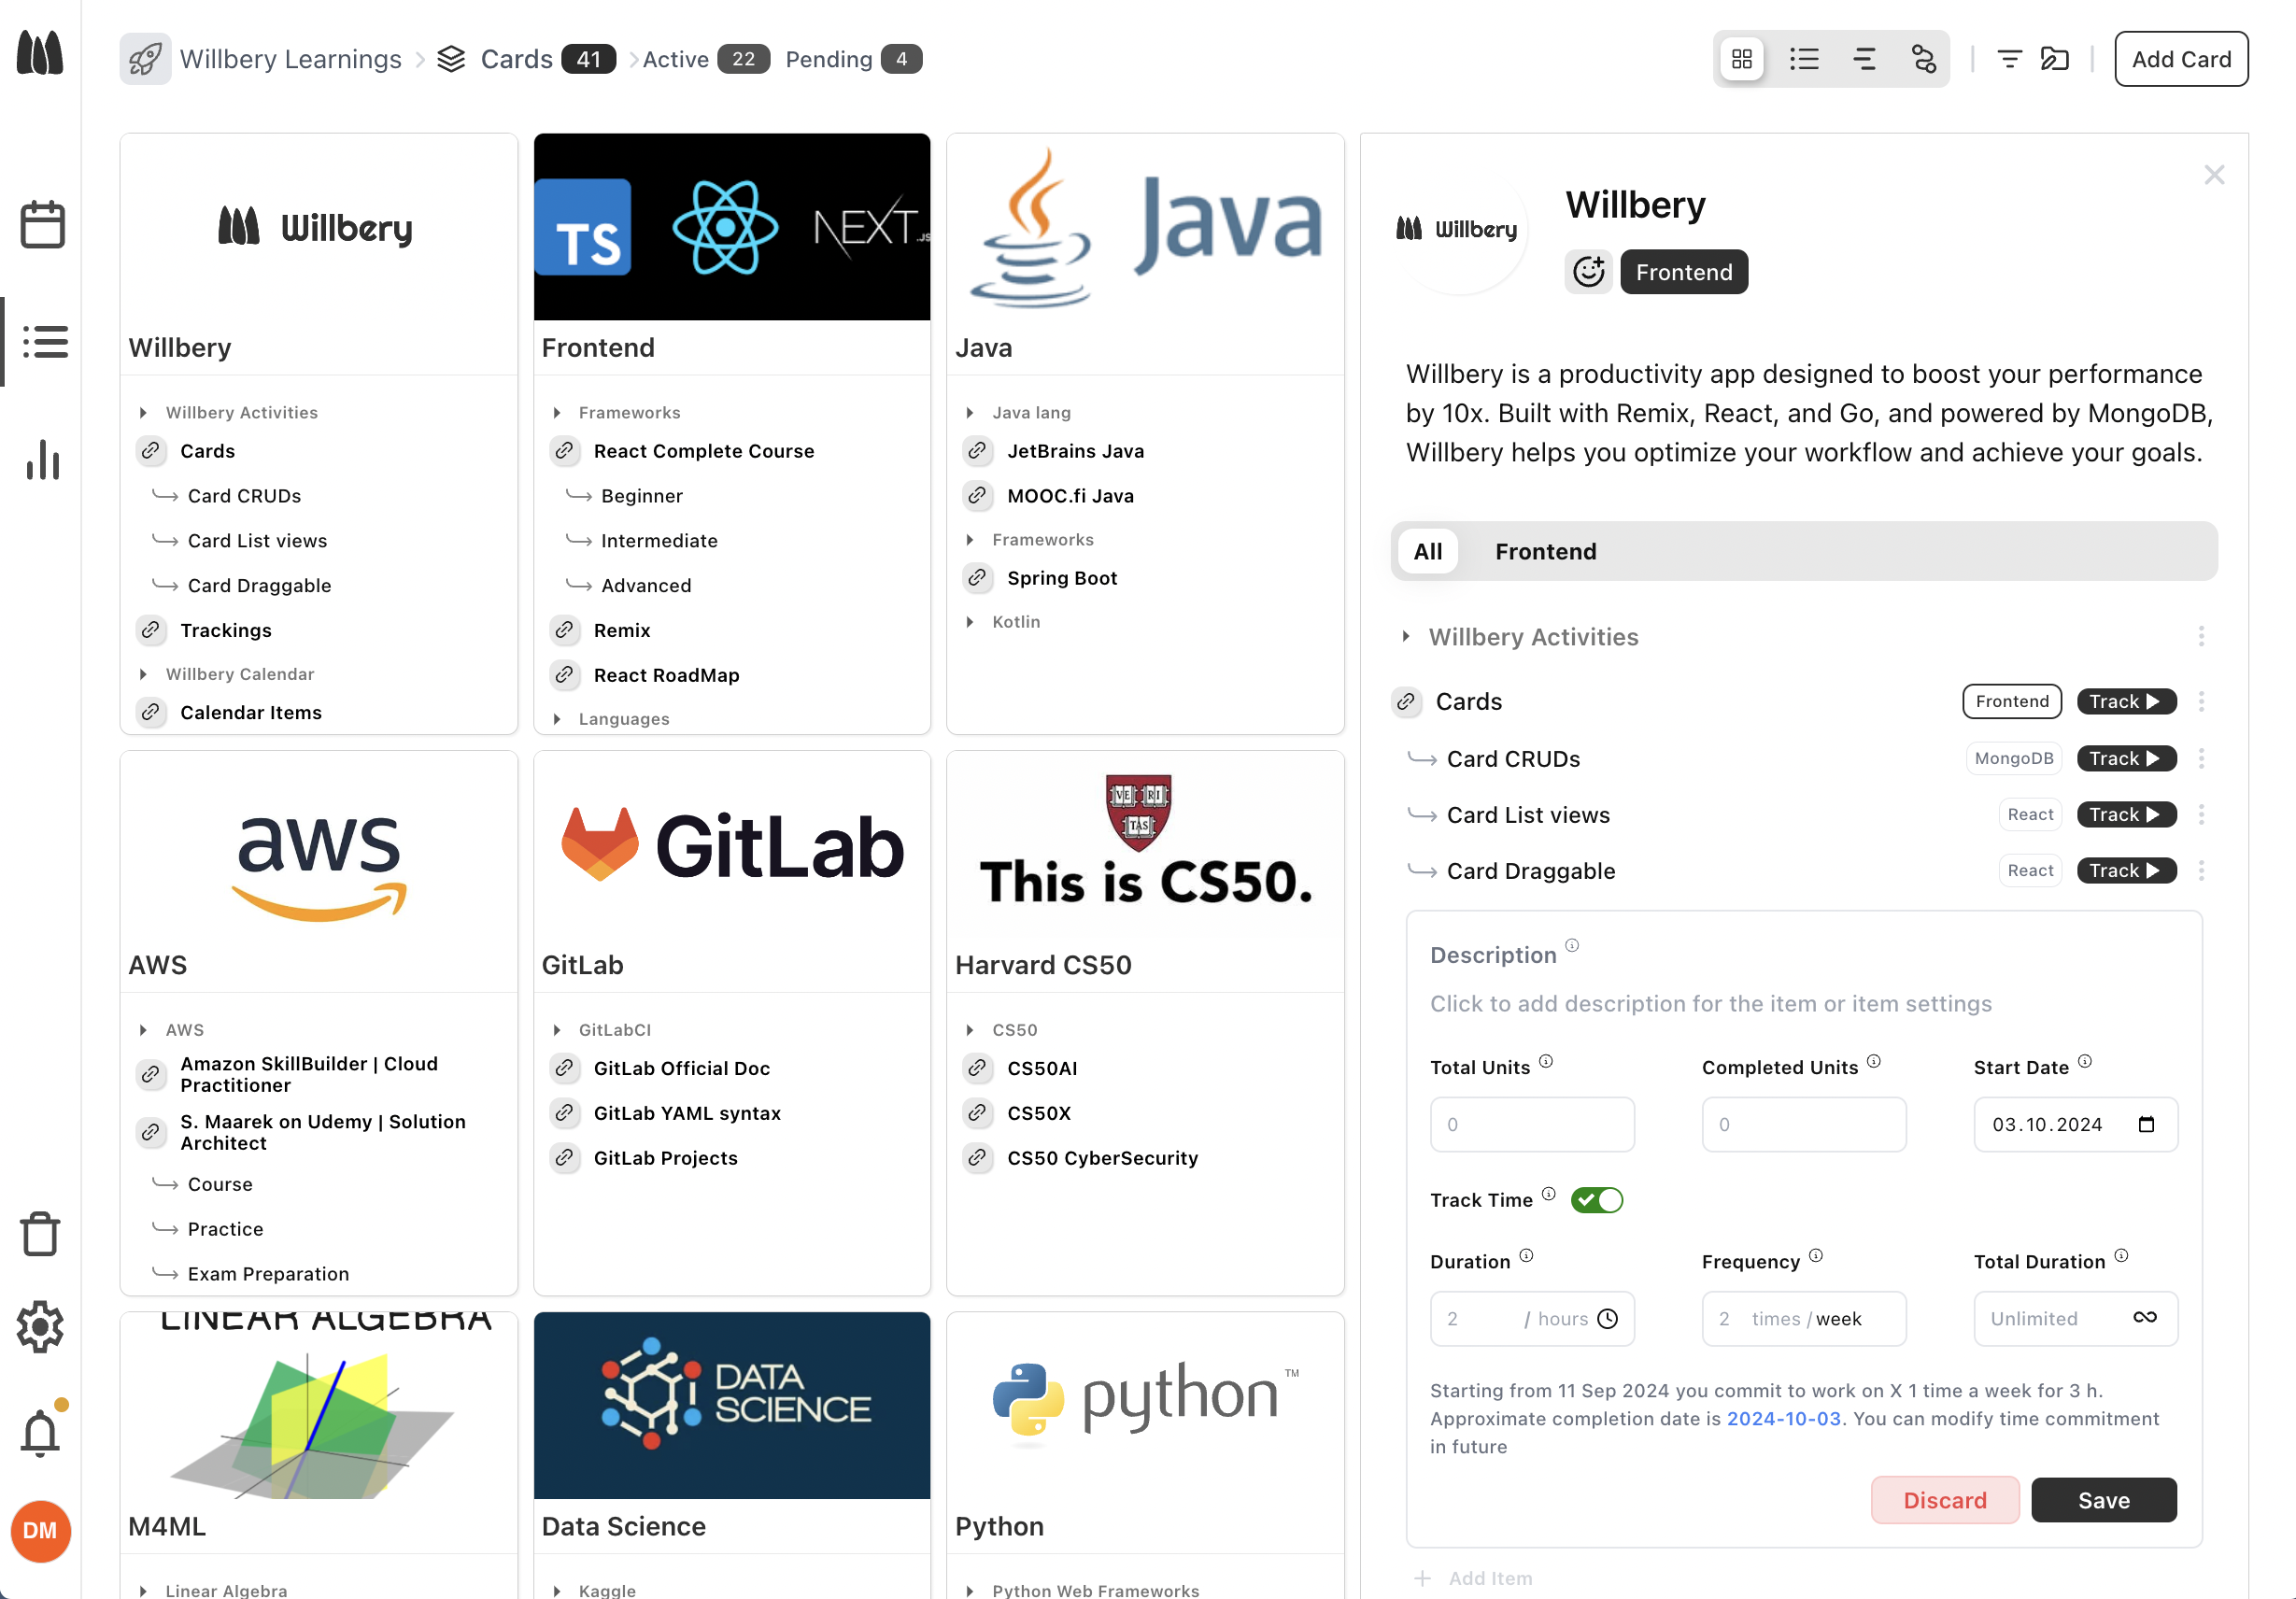 Willbery Learnings
Cards 41
Active 22 Pending 4
Add Card
Willbery
Willbery
Willbery Activities
Cards
Card CRUDs
Card List views
Card Draggable
Trackings
Willbery Calendar
Calendar Items
TS NEXT.JS
Frontend
Frameworks
React Complete Course
Beginner
Intermediate
Advanced
Remix
React RoadMap
Languages
Java
Java
Java lang
JetBrains Java
MOOC.fi Java
Frameworks
Spring Boot
Kotlin
aws
AWS
AWS
Amazon SkillBuilder | Cloud
Practitioner
S. Maarek on Udemy | Solution
Architect
Course
Practice
Exam Preparation
GitLab
GitLab
GitLabCI
GitLab Official Doc
GitLab YAML syntax
GitLab Projects
VE RI
TAS
This is CS50.
Harvard CS50
CS50
CS50AI
CS50X
CS50 CyberSecurity
LINEAR ALGEBRA
M4ML
Linear Algebra
DATA
SCIENCE
Data Science
Kaggle
python™
Python
Python Web Frameworks
Willbery
Willbery
Frontend
Willbery is a productivity app designed to boost your performance
by 10x. Built with Remix, React, and Go, and powered by MongoDB,
Willbery helps you optimize your workflow and achieve your goals.
All Frontend
Willbery Activities
Cards Frontend Track
Card CRUDs MongoDB Track
Card List views React Track
Card Draggable React Track
Description
Click to add description for the item or item settings
Total Units Completed Units Start Date
0 0 03.10.2024
Track Time
Duration Frequency Total Duration
2 / hours 2 times / week Unlimited
Starting from 11 Sep 2024 you commit to work on X 1 time a week for 3 h.
Approximate completion date is 2024-10-03. You can modify time commitment
in future
Discard Save
+ Add Item
DM